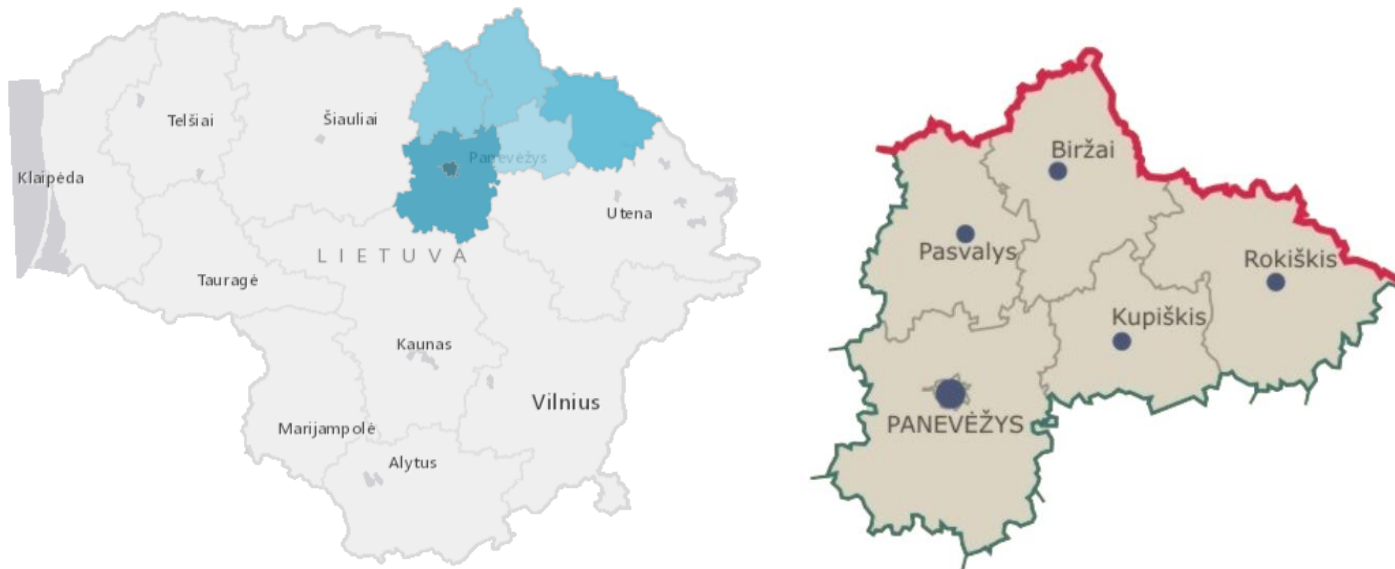 Telšiai
Šiauliai
Panevėžys
Klaipėda
Utena
LIETUVA
Tauragė
Kaunas
Vilnius
Marijampolė
Alytus
Biržai
Pasvalys
Rokiškis
Kupiškis
PANEVĖŽYS